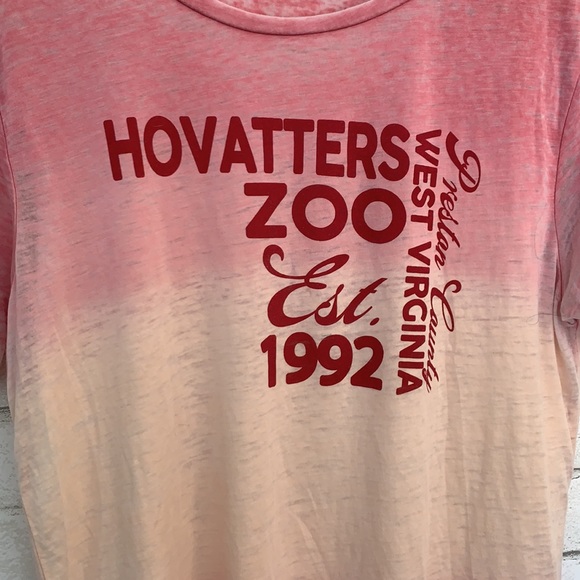 HOVATTERS
ZOO
Est.
1992
WEST VIRGINIA
Preston County